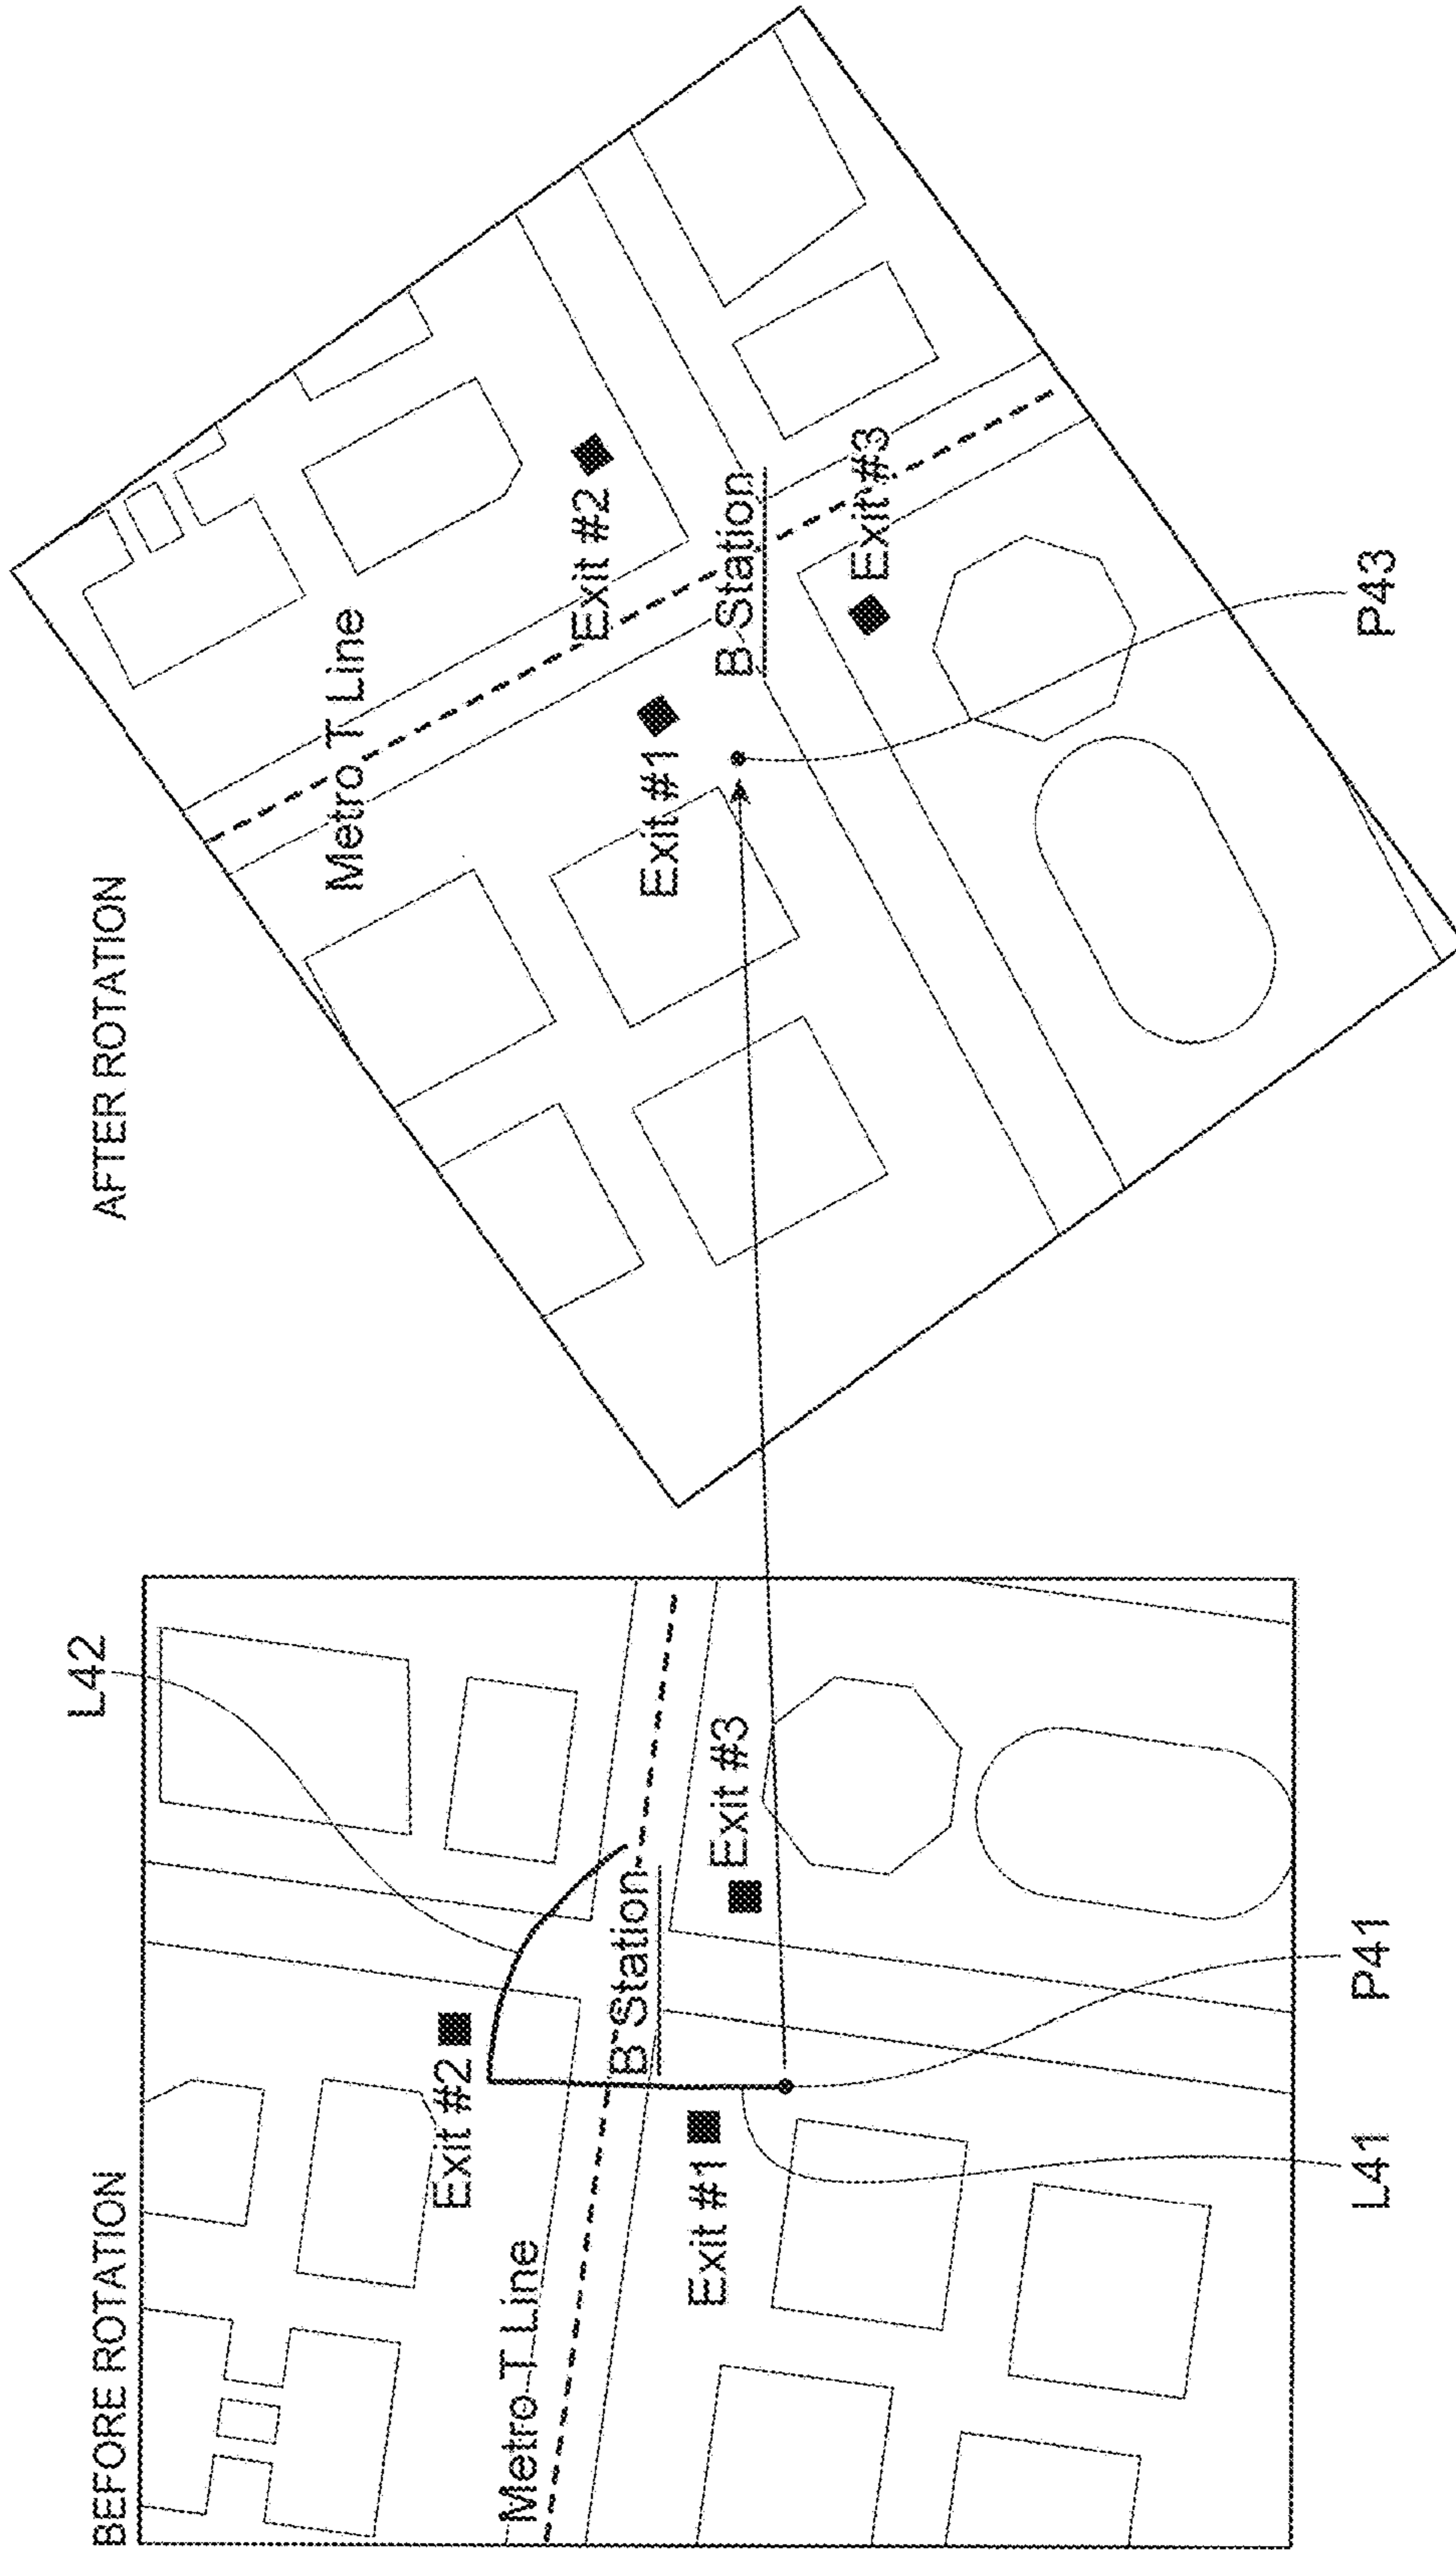 BEFORE ROTATION
L42
Exit #2
Metro T Line
B Station
Exit #1
Exit #3
L41
P41
AFTER ROTATION
Metro T Line
Exit #2
Exit #1
B Station
Exit #3
P43